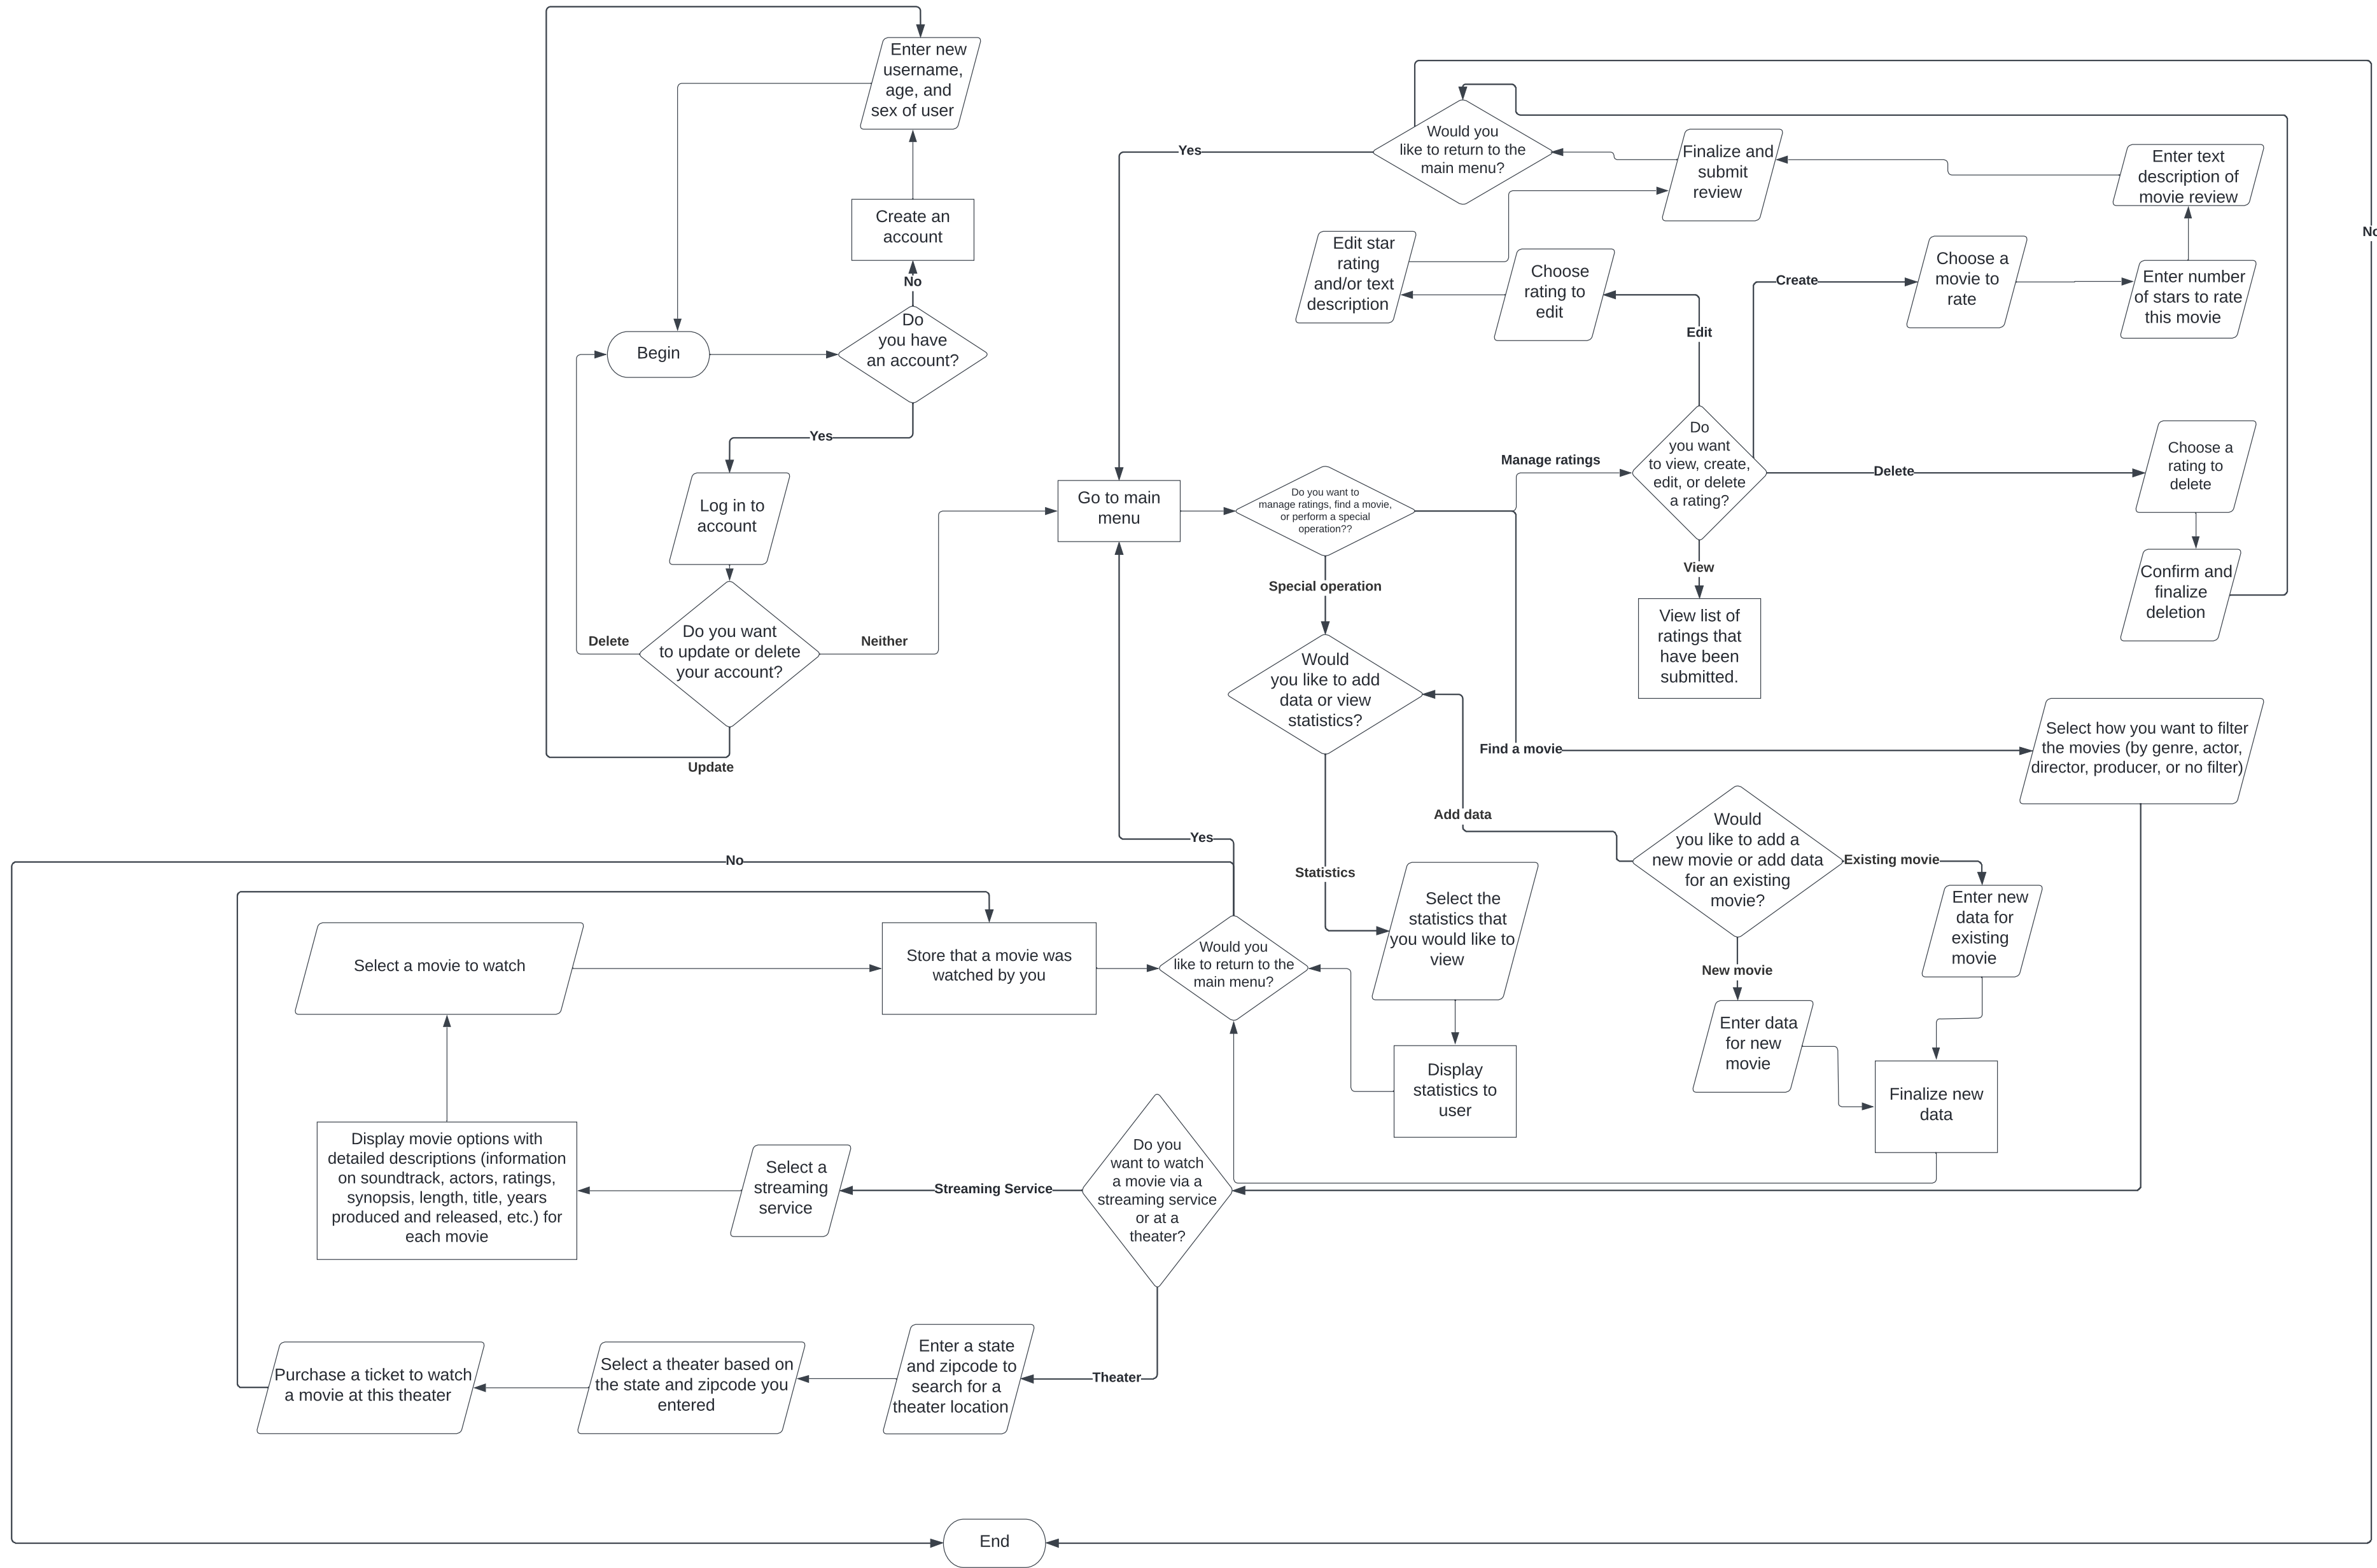 Enter new
username,
age, and
sex of user
Create an
account
No
Do
you have
an account?
Begin
Yes
Log in to
account
Do you want
to update or delete
your account?
Delete
Neither
Update
Would you
like to return to the
main menu?
Yes
No
Finalize and
submit
review
Enter text
description of
movie review
Edit star
rating
and/or text
description
Choose
rating to
edit
Edit
Create
Choose a
movie to
rate
Enter number
of stars to rate
this movie
Go to main
menu
Do you want to
manage ratings, find a movie,
or perform a special
operation??
Manage ratings
Do
you want
to view, create,
edit, or delete
a rating?
Delete
Choose a
rating to
delete
Confirm and
finalize
deletion
View
View list of
ratings that
have been
submitted.
Special operation
Would
you like to add
data or view
statistics?
Find a movie
Select how you want to filter
the movies (by genre, actor,
director, producer, or no filter)
Add data
Would
you like to add a
new movie or add data
for an existing
movie?
Existing movie
Enter new
data for
existing
movie
New movie
Enter data
for new
movie
Finalize new
data
Statistics
Select the
statistics that
you would like to
view
Display
statistics to
user
Yes
No
Would you
like to return to the
main menu?
Store that a movie was
watched by you
Select a movie to watch
Display movie options with
detailed descriptions (information
on soundtrack, actors, ratings,
synopsis, length, title, years
produced and released, etc.) for
each movie
Select a
streaming
service
Streaming Service
Do you
want to watch
a movie via a
streaming service
or at a
theater?
Theater
Enter a state
and zipcode to
search for a
theater location
Select a theater based on
the state and zipcode you
entered
Purchase a ticket to watch
a movie at this theater
End